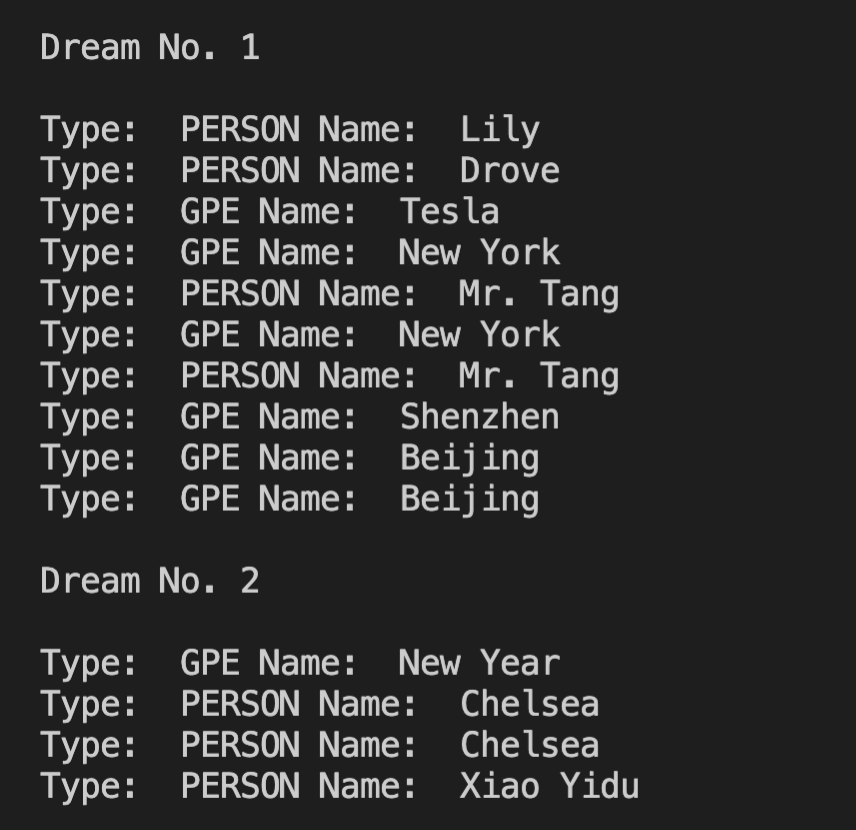 Dream No. 1
Type:  PERSON Name:  Lily
Type:  PERSON Name:  Drove
Type:  GPE Name:  Tesla
Type:  GPE Name:  New York
Type:  PERSON Name:  Mr. Tang
Type:  GPE Name:  New York
Type:  PERSON Name:  Mr. Tang
Type:  GPE Name:  Shenzhen
Type:  GPE Name:  Beijing
Type:  GPE Name:  Beijing
Dream No. 2
Type:  GPE Name:  New Year
Type:  PERSON Name:  Chelsea
Type:  PERSON Name:  Chelsea
Type:  PERSON Name:  Xiao Yidu